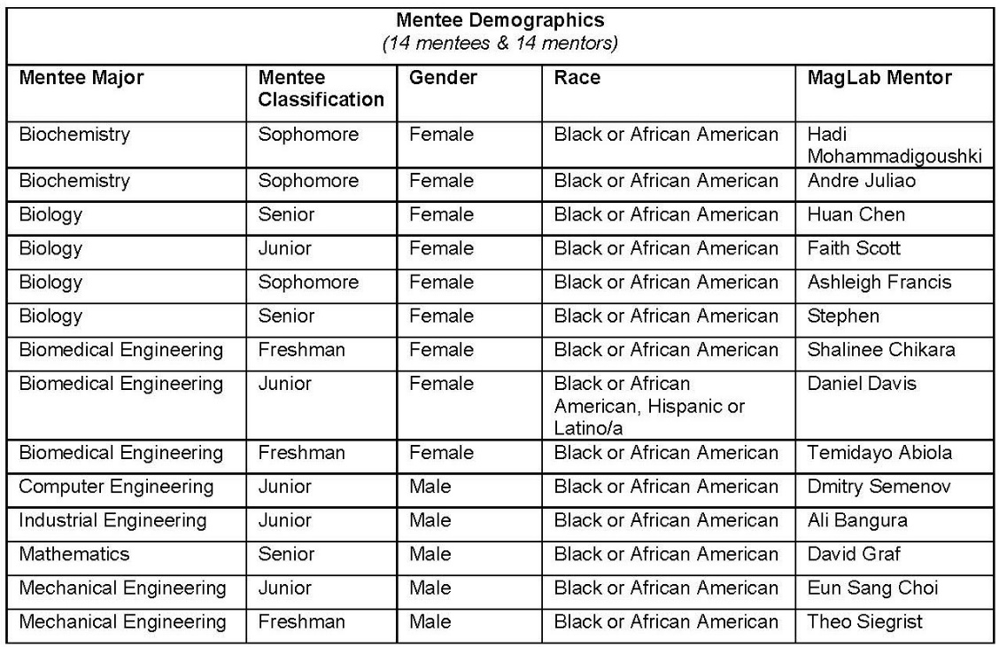 Mentee Demographics
(14 mentees & 14 mentors)
Mentee Major Mentee Classification Gender Race MagLab Mentor
Biochemistry Sophomore Female Black or African American Hadi Mohammadigoushki
Biochemistry Sophomore Female Black or African American Andre Juliao
Biology Senior Female Black or African American Huan Chen
Biology Junior Female Black or African American Faith Scott
Biology Sophomore Female Black or African American Ashleigh Francis
Biology Senior Female Black or African American Stephen
Biomedical Engineering Freshman Female Black or African American Shalinee Chikara
Biomedical Engineering Junior Female Black or African American, Hispanic or Latino/a Daniel Davis
Biomedical Engineering Freshman Female Black or African American Temidayo Abiola
Computer Engineering Junior Male Black or African American Dmitry Semenov
Industrial Engineering Junior Male Black or African American Ali Bangura
Mathematics Senior Male Black or African American David Graf
Mechanical Engineering Junior Male Black or African American Eun Sang Choi
Mechanical Engineering Freshman Male Black or African American Theo Siegrist